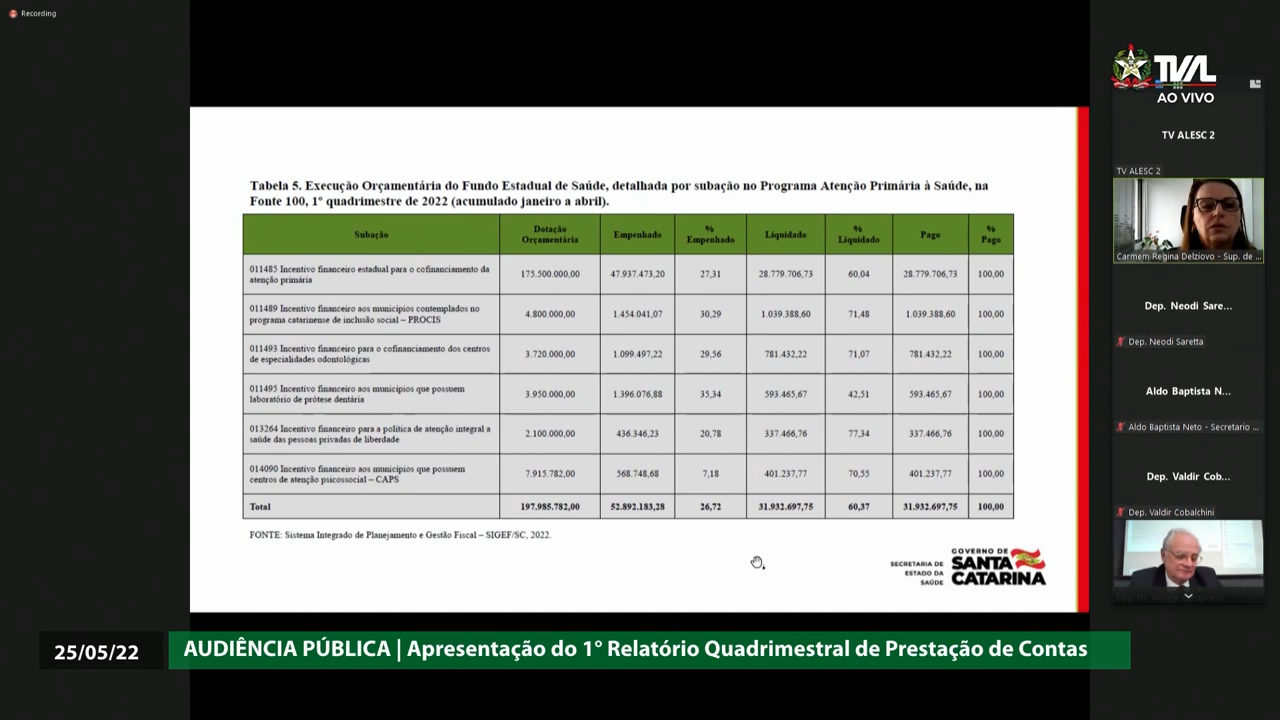 Recording
TVAL
AO VIVO
TV ALESC 2
TV ALESC 2
Carmem Regina Delziovo - Sup. de ...
Dep. Neodi Sare...
Dep. Neodi Saretta
Aldo Baptista N...
Aldo Baptista Neto - Secretario ...
Dep. Valdir Cob...
Dep. Valdir Cobalchini
Tabela 5. Execução Orçamentária do Fundo Estadual de Saúde, detalhada por subação no Programa Atenção Primária à Saúde, na
Fonte 100, 1º quadrimestre de 2022 (acumulado janeiro a abril).
Subação Dotação Orçamentária Empenhado % Empenhado Liquidado % Liquidado Pago % Pago
011485 Incentivo financeiro estadual para o cofinanciamento da
atenção primária 175.500.000,00 47.937.473,20 27,31 28.779.706,73 60,04 28.779.706,73 100,00
011489 Incentivo financeiro aos municípios contemplados no
programa catarinense de inclusão social – PROCIS 4.800.000,00 1.454.041,07 30,29 1.039.388,60 71,48 1.039.388,60 100,00
011493 Incentivo financeiro para o cofinanciamento dos centros
de especialidades odontológicas 3.720.000,00 1.099.497,22 29,56 781.432,22 71,07 781.432,22 100,00
011495 Incentivo financeiro aos municípios que possuem
laboratório de prótese dentária 3.950.000,00 1.396.076,88 35,34 593.465,67 42,51 593.465,67 100,00
013264 Incentivo financeiro para a política de atenção integral a
saúde das pessoas privadas de liberdade 2.100.000,00 436.346,23 20,78 337.466,76 77,34 337.466,76 100,00
014090 Incentivo financeiro aos municípios que possuem
centros de atenção psicossocial – CAPS 7.915.782,00 568.748,68 7,18 401.237,77 70,55 401.237,77 100,00
Total 197.985.782,00 52.892.183,28 26,72 31.932.697,75 60,37 31.932.697,75 100,00
FONTE: Sistema Integrado de Planejamento e Gestão Fiscal – SIGEF/SC, 2022.
SECRETARIA DE
ESTADO DA
SAÚDE
GOVERNO DE
SANTA
CATARINA
25/05/22
AUDIÊNCIA PÚBLICA | Apresentação do 1° Relatório Quadrimestral de Prestação de Contas